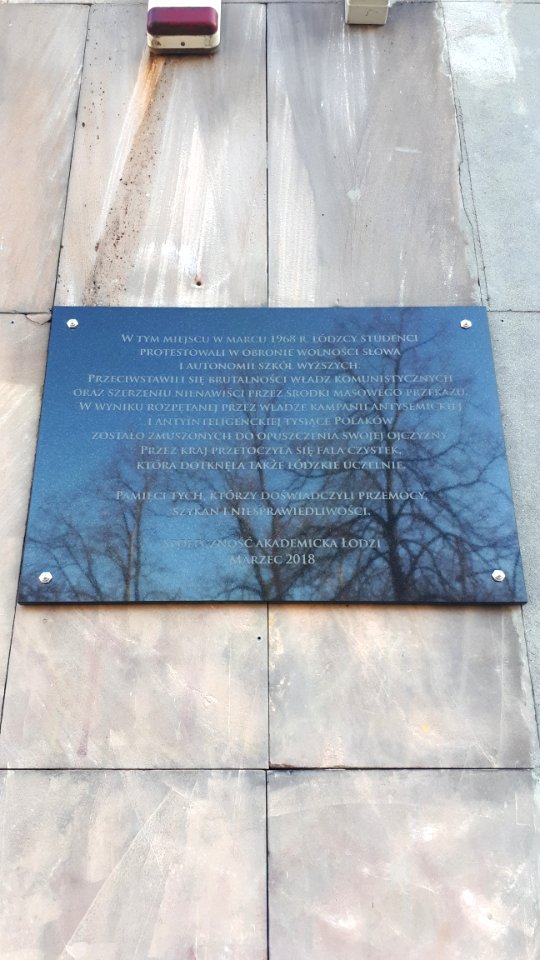 W TYM MIEJSCU W MARCU 1968 R. ŁÓDZCY STUDENCI
PROTESTOWALI W OBRONIE WOLNOŚCI SŁOWA
I AUTONOMII SZKÓŁ WYŻSZYCH.
PRZECIWSTAWILI SIĘ BRUTALNOŚCI WŁADZ KOMUNISTYCZNYCH
ORAZ SZERZENIU NIENAWIŚCI PRZEZ ŚRODKI MASOWEGO PRZEKAZU.
W WYNIKU ROZPĘTANEJ PRZEZ WŁADZE KAMPANII ANTYSEMICKIEJ
I ANTYINTELIGENCKIEJ TYSIĄCE POLAKÓW
ZOSTAŁO ZMUSZONYCH DO OPUSZCZENIA SWOJEJ OJCZYZNY.
PRZEZ KRAJ PRZETOCZYŁA SIĘ FALA CZYSTEK,
KTÓRA DOTKNĘŁA TAKŻE ŁÓDZKIE UCZELNIE.
PAMIĘCI TYCH, KTÓRZY DOŚWIADCZYLI PRZEMOCY,
SZYKAN I NIESPRAWIEDLIWOŚCI.
SPOŁECZNOŚĆ AKADEMICKA ŁODZI
MARZEC 2018